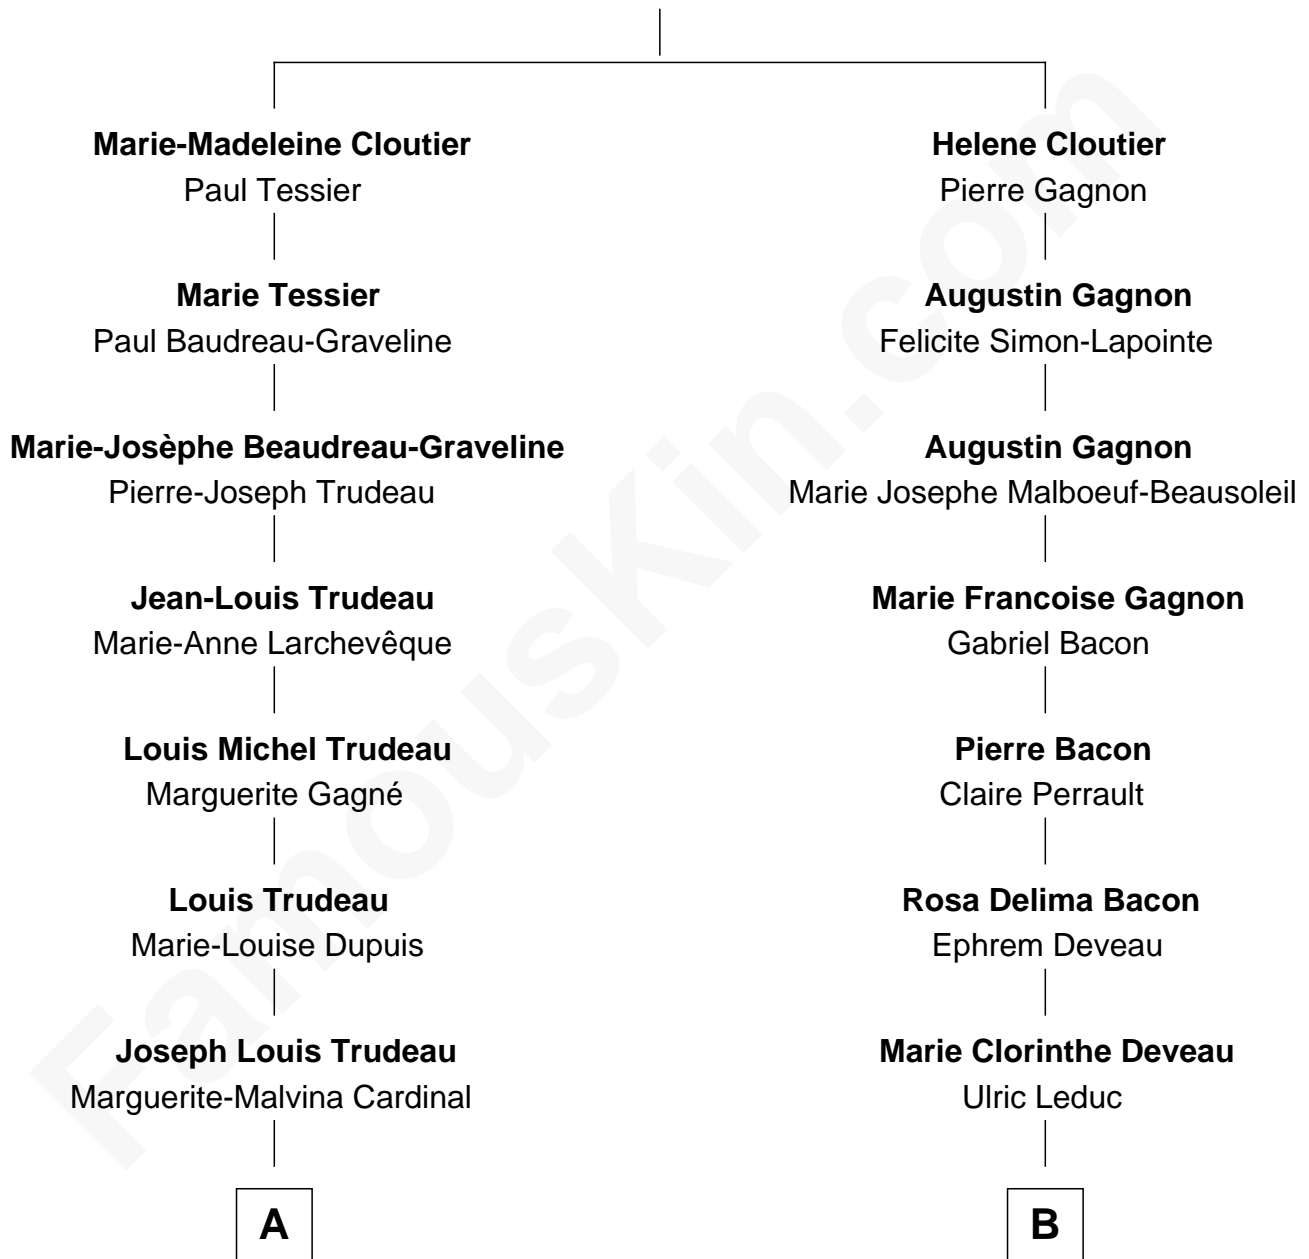 Marie-Madeleine Cloutier
Paul Tessier
Marie Tessier
Paul Baudreau-Graveline
Marie-Josèphe Beaudreau-Graveline
Pierre-Joseph Trudeau
Jean-Louis Trudeau
Marie-Anne Larchevêque
Louis Michel Trudeau
Marguerite Gagné
Louis Trudeau
Marie-Louise Dupuis
Joseph Louis Trudeau
Marguerite-Malvina Cardinal
A
Helene Cloutier
Pierre Gagnon
Augustin Gagnon
Felicite Simon-Lapointe
Augustin Gagnon
Marie Josephe Malboeuf-Beausoleil
Marie Francoise Gagnon
Gabriel Bacon
Pierre Bacon
Claire Perrault
Rosa Delima Bacon
Ephrem Deveau
Marie Clorinthe Deveau
Ulric Leduc
B
FamousKin.com